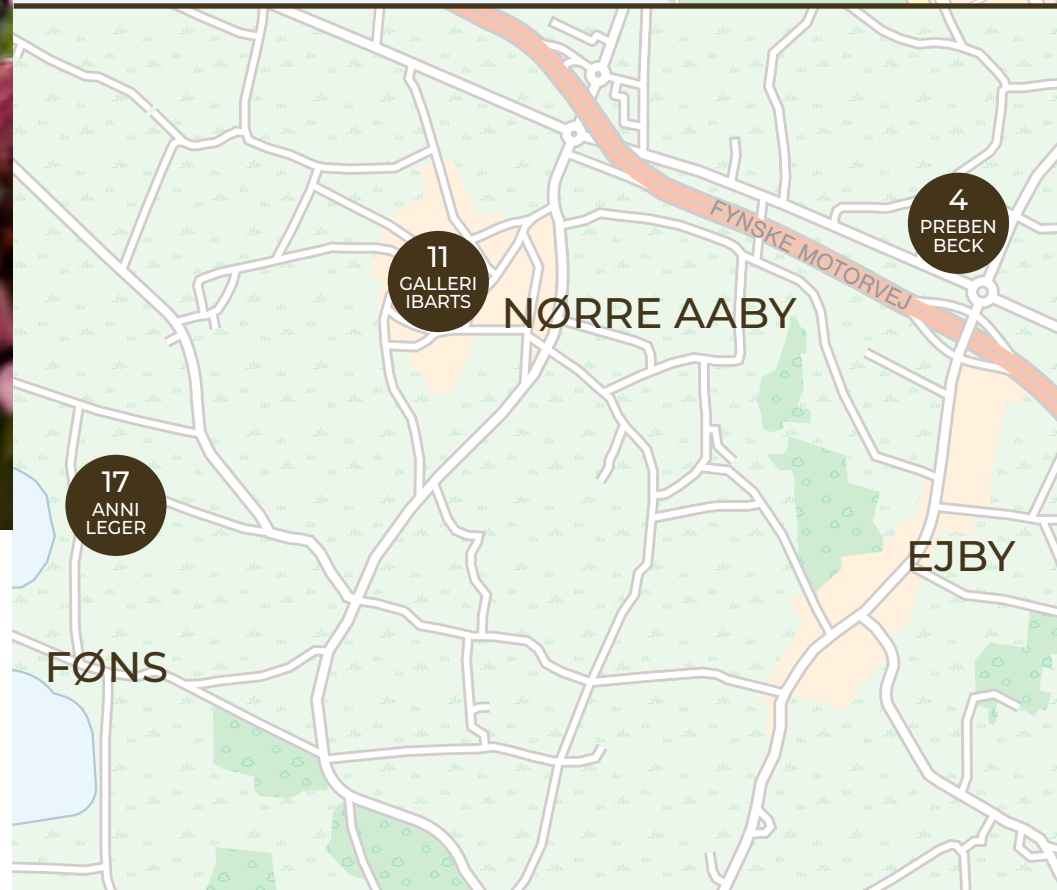 4
PREBEN
BECK
FYNSKE MOTORVEJ
11
GALLERI
IBARTS
NØRRE AABY
17
ANNI
LEGER
EJBY
FØNS